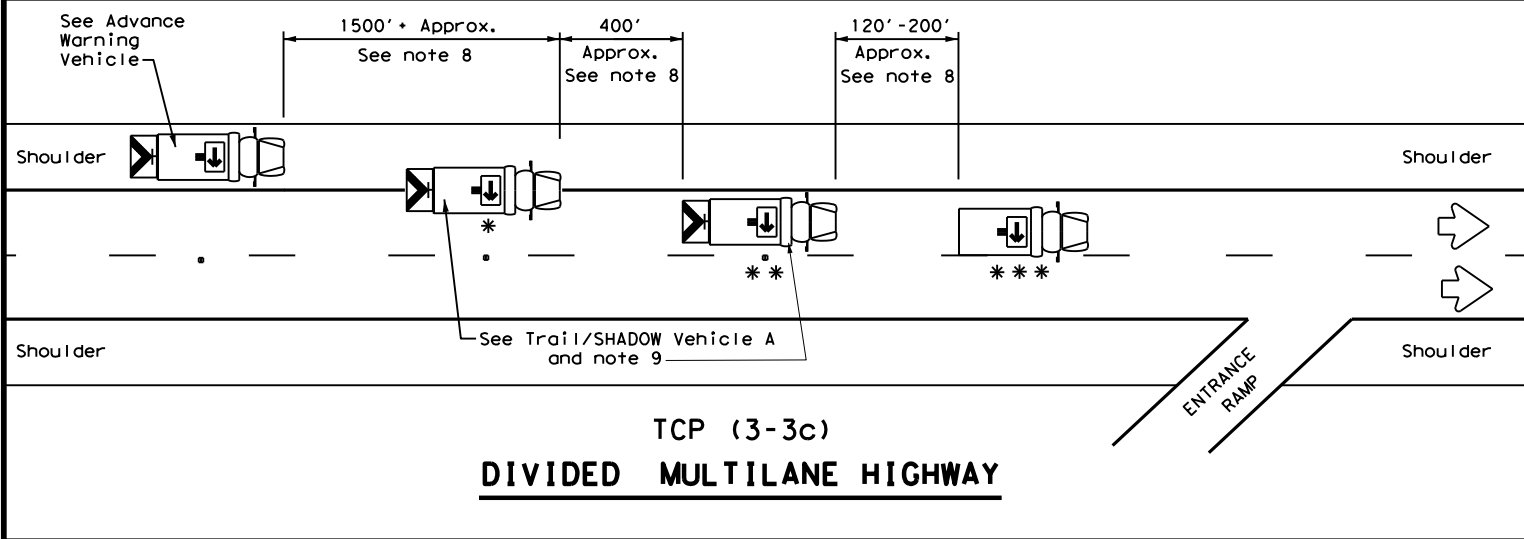 See Advance
Warning
Vehicle
1500'+ Approx.
See note 8
400'
Approx.
See note 8
120'-200'
Approx.
See note 8
Shoulder
Shoulder
*
* *
* * *
See Trail/SHADOW Vehicle A
and note 9
Shoulder
Shoulder
ENTRANCE
RAMP
TCP (3-3c)
DIVIDED MULTILANE HIGHWAY